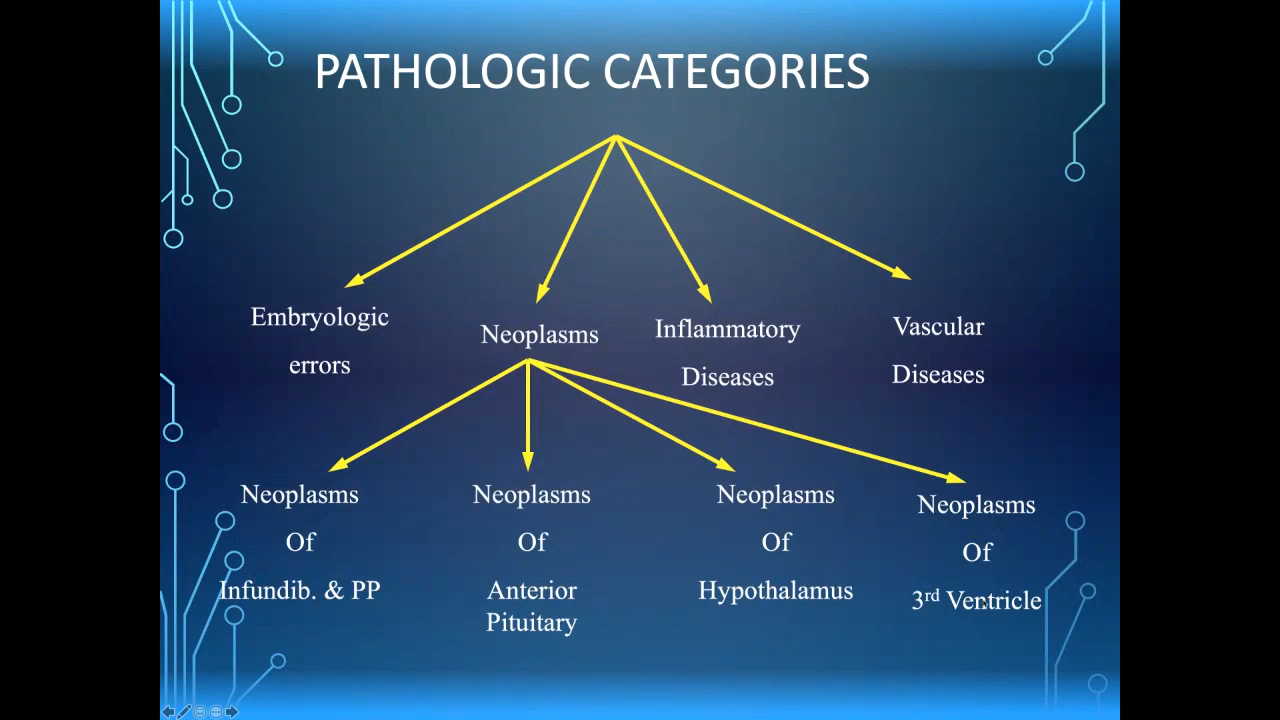 PATHOLOGIC CATEGORIES
Embryologic
errors
Neoplasms
Inflammatory
Diseases
Vascular
Diseases
Neoplasms
Of
Infundib. & PP
Neoplasms
Of
Anterior
Pituitary
Neoplasms
Of
Hypothalamus
Neoplasms
Of
3rd Ventricle